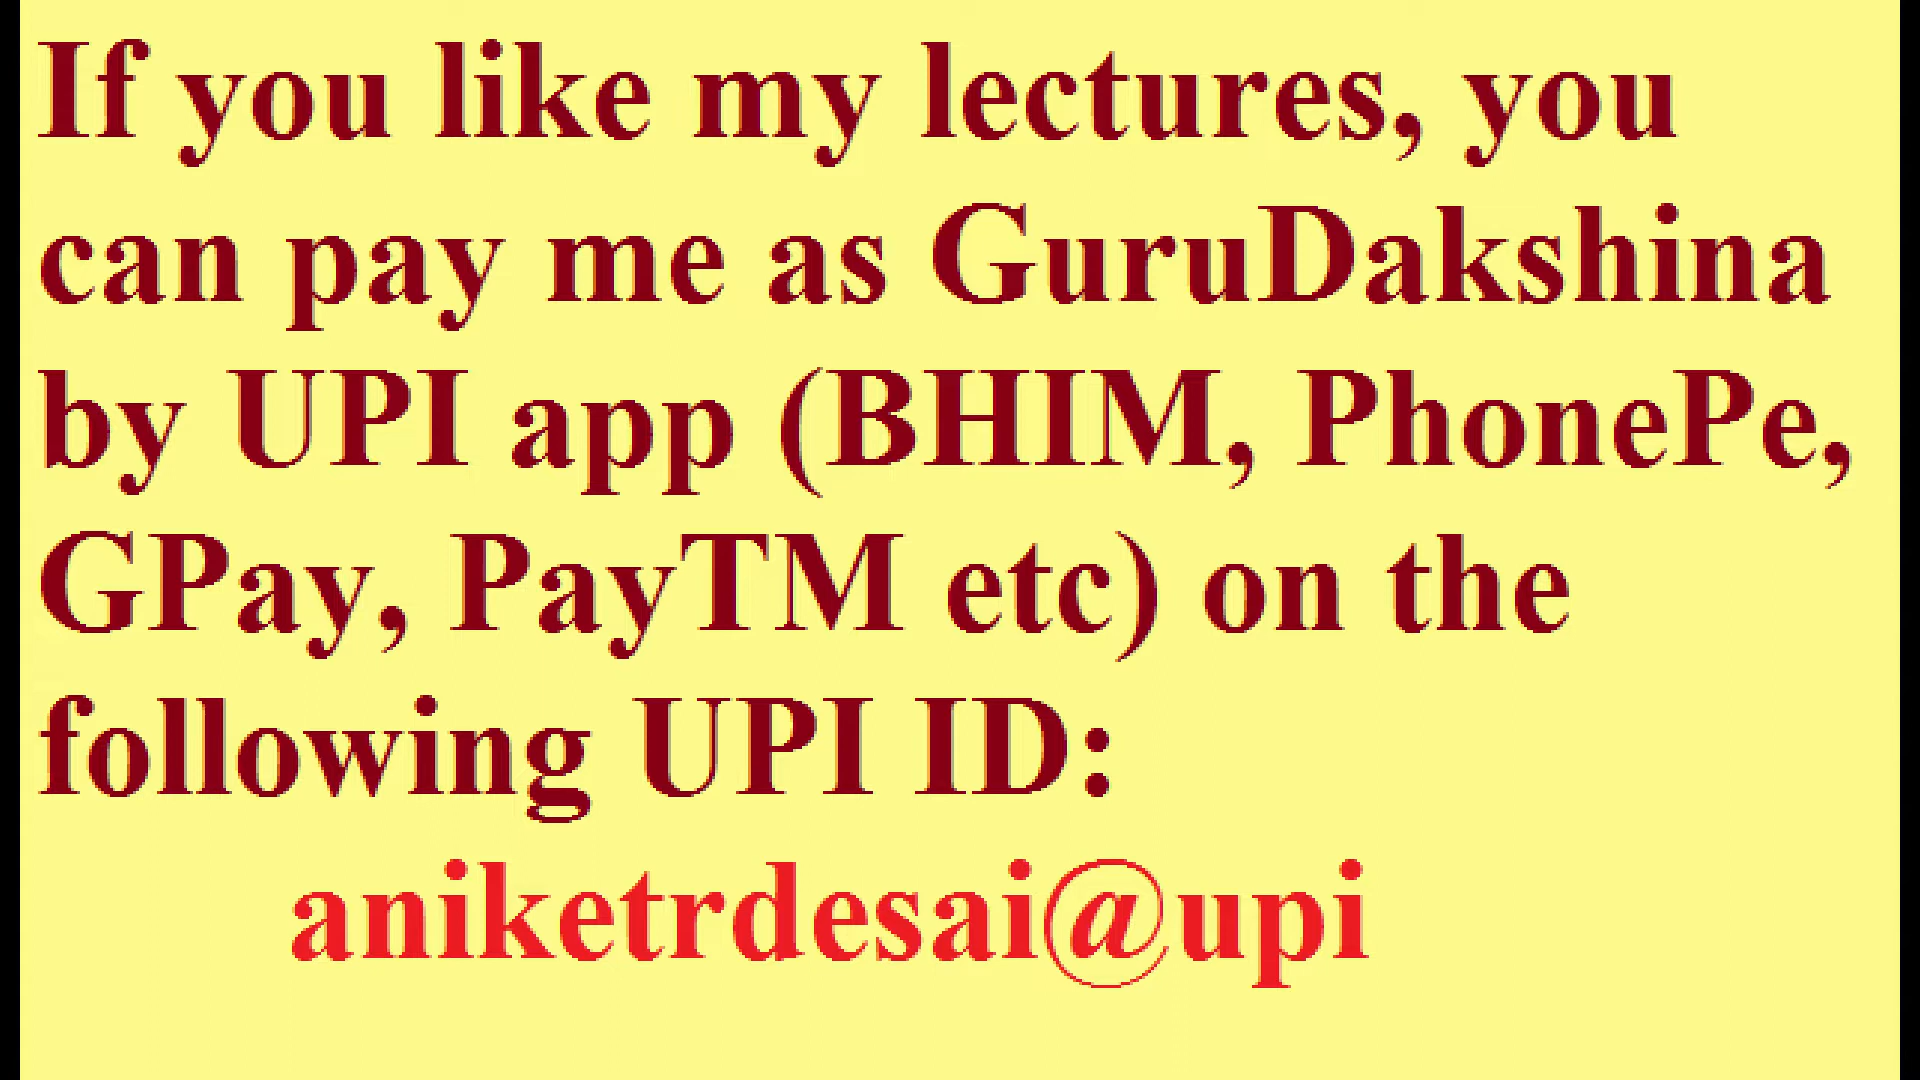 If you like my lectures, you
can pay me as GuruDakshina
by UPI app (BHIM, PhonePe,
GPay, PayTM etc) on the
following UPI ID:
aniketrdesai@upi